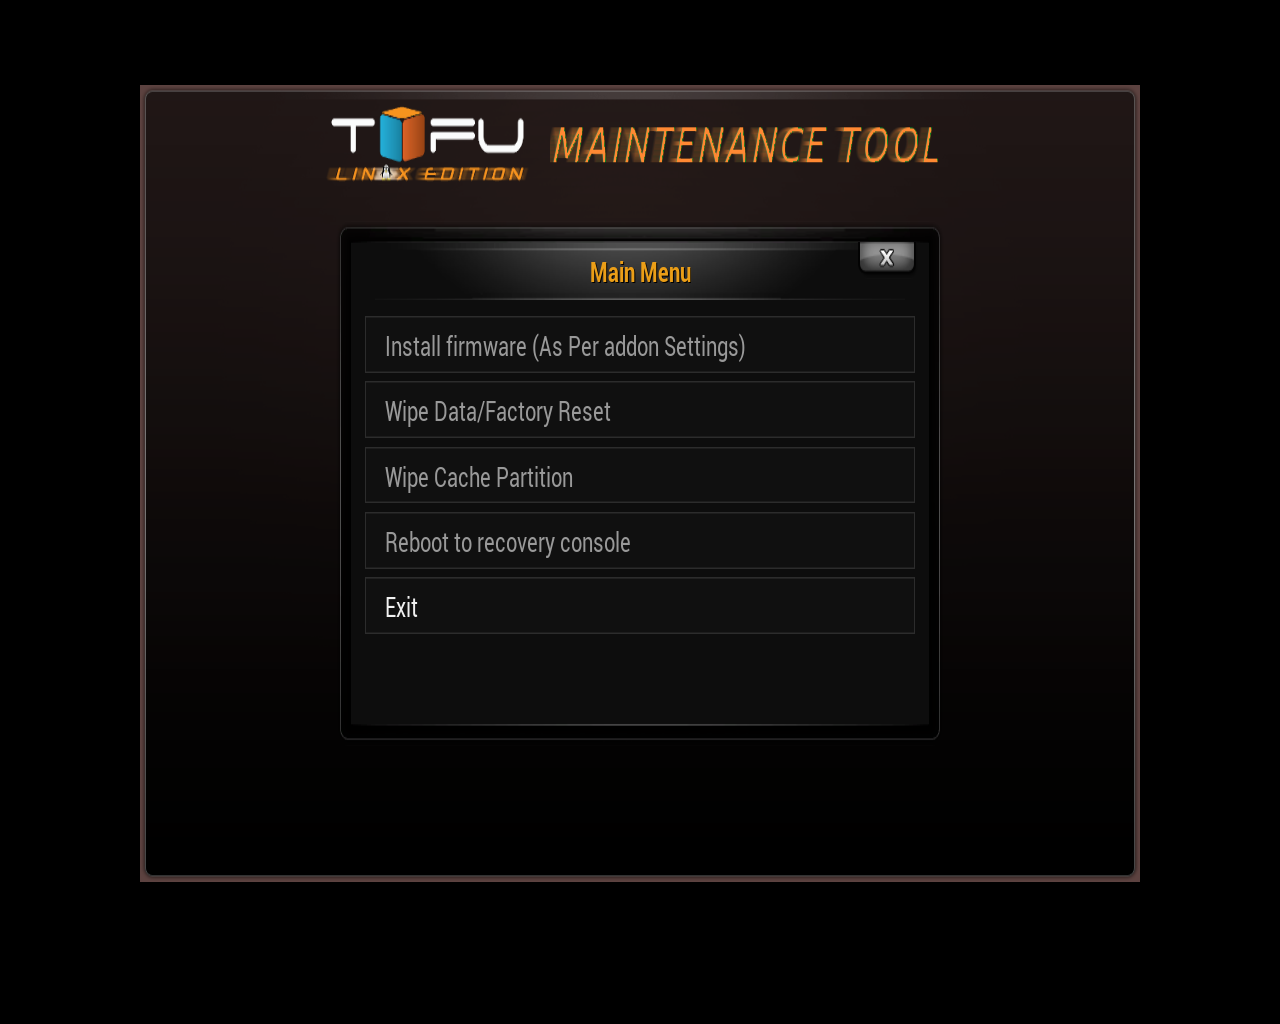 TOFU
LINUX EDITION
MAINTENANCE TOOL
Main Menu
X
Install firmware (As Per addon Settings)
Wipe Data/Factory Reset
Wipe Cache Partition
Reboot to recovery console
Exit